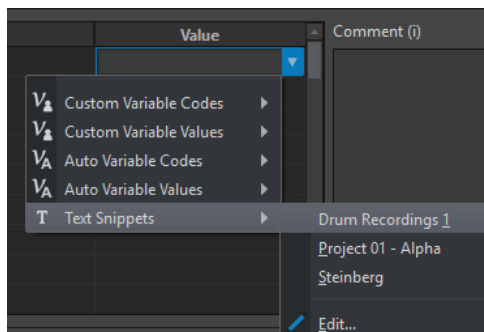 Value
Comment (i)
Custom Variable Codes
Custom Variable Values
Auto Variable Codes
Auto Variable Values
T Text Snippets
Drum Recordings 1
Project 01 - Alpha
Steinberg
Edit...